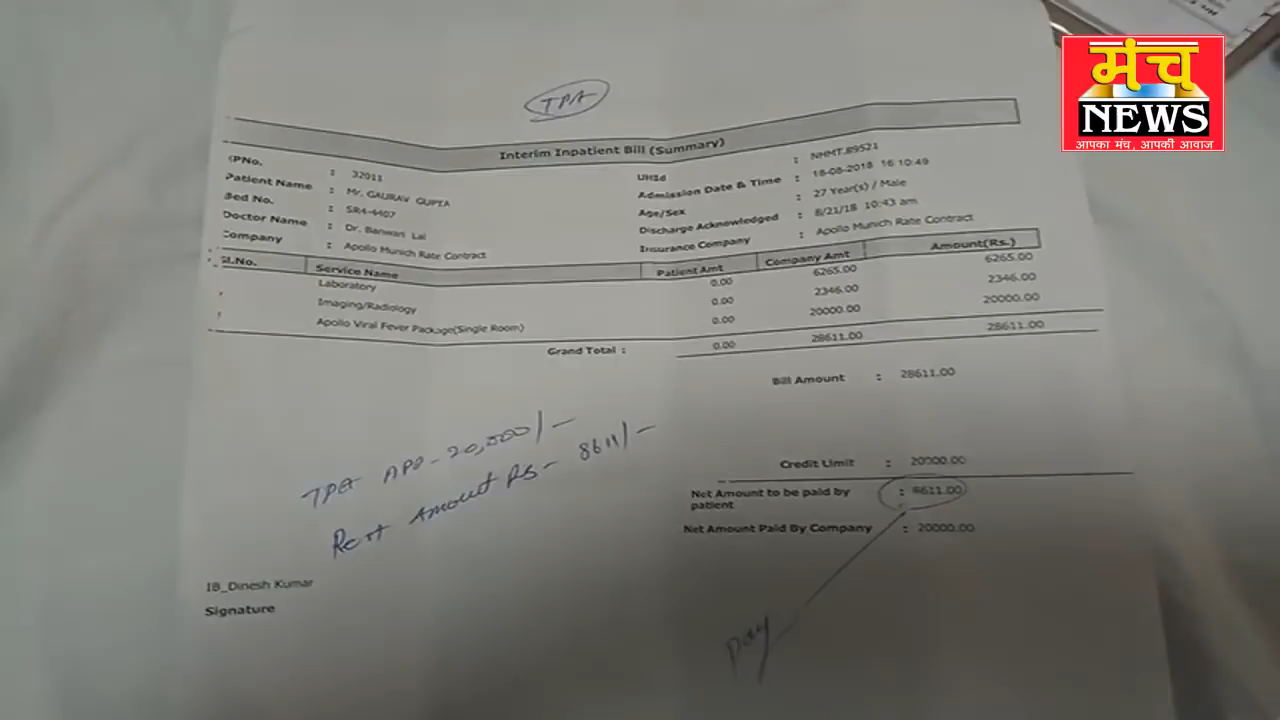 मंच
NEWS
आपका मंच, आपकी आवाज
TPA
Interim Inpatient Bill (Summary)
IPNo. : 32911
Patient Name : Mr. GAURAV GUPTA
Bed No. : SR4-4407
Doctor Name : Dr. Banwari Lal
Company : Apollo Munich Rate Contract
UHId : NHMT.89521
Admission Date & Time : 18-08-2018 16:10:49
Age/Sex : 27 Year(s) / Male
Discharge Acknowledged : 8/21/18 10:43 am
Insurance Company : Apollo Munich Rate Contract
Sl.No. Service Name Patient Amt Company Amt Amount(Rs.)
Laboratory 0.00 6265.00 6265.00
Imaging/Radiology 0.00 2346.00 2346.00
Apollo Viral Fever Package(Single Room) 0.00 20000.00 20000.00
Grand Total : 0.00 28611.00 28611.00
Bill Amount : 28611.00
TPA APP - 20,000/-
Rest Amount Rs - 8611/-
Credit Limit : 20000.00
Net Amount to be paid by : 8611.00
patient
Net Amount Paid By Company : 20000.00
IB_Dinesh Kumar
Signature
Pay